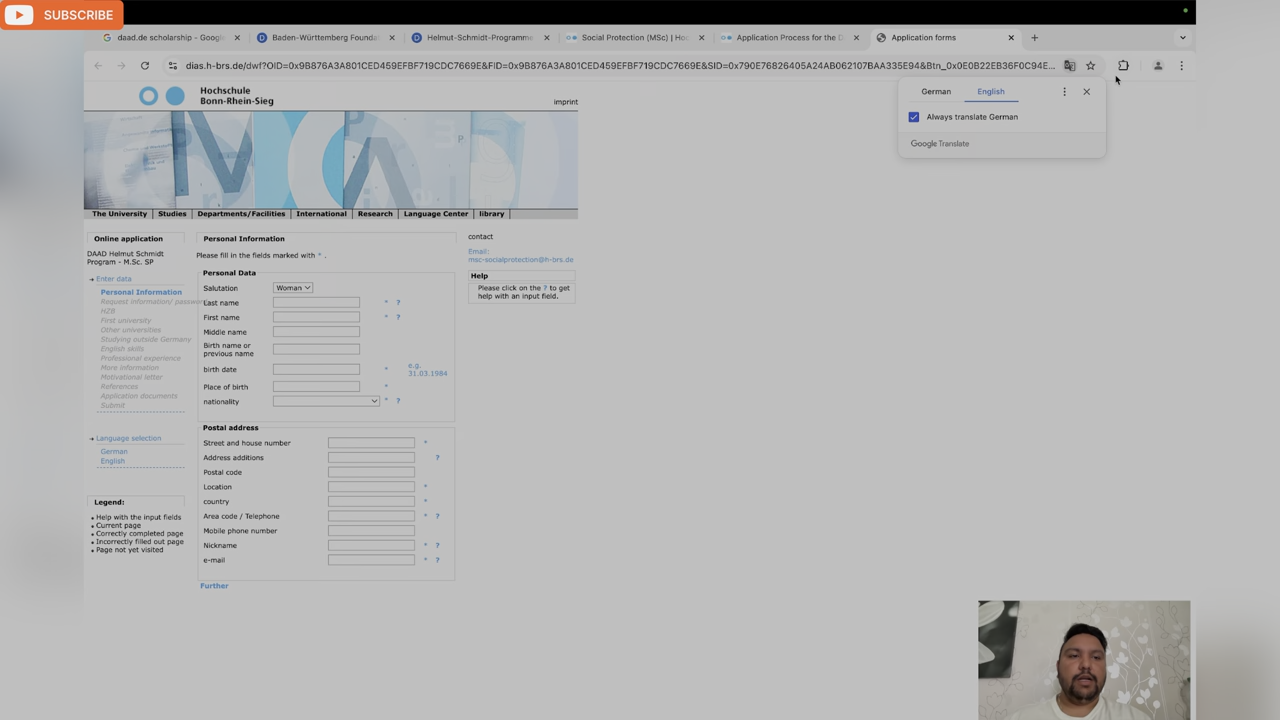 SUBSCRIBE
daad.de scholarship - Google
Baden-Württemberg Founda
Helmut-Schmidt-Programme
Social Protection (MSc) | Hoc
Application Process for the D
Application forms
dias.h-brs.de/dwf?OID=0x9B876A3A801CED459EFBF719CDC7669E&FID=0x9B876A3A801CED459EFBF719CDC7669E&SID=0x790E76826405A24AB062107BAA335E94&Btn_0x0E0B22EB36F0C94E...
German
English
Always translate German
Google Translate
Hochschule
Bonn-Rhein-Sieg
imprint
The University | Studies | Departments/Facilities | International | Research | Language Center | library |
Online application
DAAD Helmut Schmidt
Program - M.Sc. SP
Enter data
Personal Information
Request information/ passwor
HZB
First university
Other universities
Studying outside Germany
English skills
Professional experience
More information
Motivational letter
References
Application documents
Submit
Language selection
German
English
Legend:
Help with the input fields
Current page
Correctly completed page
Incorrectly filled out page
Page not yet visited
Personal Information
Please fill in the fields marked with * .
Personal Data
Salutation
Woman
Last name * ?
First name * ?
Middle name
Birth name or
previous name
birth date * e.g.
31.03.1984
Place of birth *
nationality * ?
Postal address
Street and house number *
Address additions ?
Postal code
Location *
country *
Area code / Telephone * ?
Mobile phone number
Nickname * ?
e-mail * ?
Further
contact
Email:
msc-socialprotection@h-brs.de
Help
Please click on the ? to get
help with an input field.